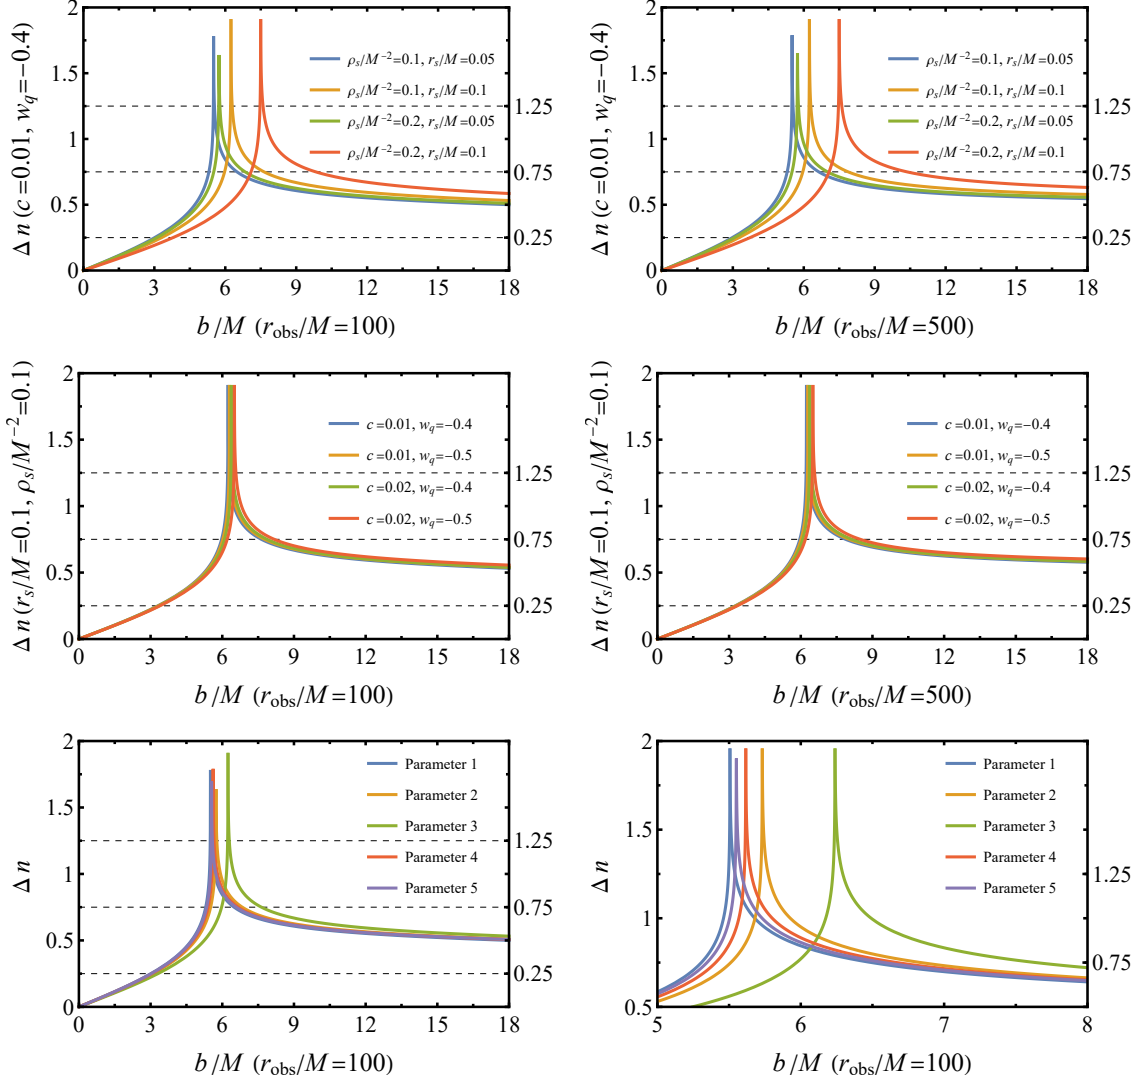 Δ n (c=0.01, w_q=−0.4)
2
1.5
1
0.5
0
1.25
0.75
0.25
ρ_s/M⁻²=0.1, r_s/M=0.05
ρ_s/M⁻²=0.1, r_s/M=0.1
ρ_s/M⁻²=0.2, r_s/M=0.05
ρ_s/M⁻²=0.2, r_s/M=0.1
0 3 6 9 12 15 18
b/M (r_obs/M=100)
Δ n (c=0.01, w_q=−0.4)
2
1.5
1
0.5
0
1.25
0.75
0.25
ρ_s/M⁻²=0.1, r_s/M=0.05
ρ_s/M⁻²=0.1, r_s/M=0.1
ρ_s/M⁻²=0.2, r_s/M=0.05
ρ_s/M⁻²=0.2, r_s/M=0.1
0 3 6 9 12 15 18
b/M (r_obs/M=500)
Δ n (r_s/M=0.1, ρ_s/M⁻²=0.1)
2
1.5
1
0.5
0
1.25
0.75
0.25
c=0.01, w_q=−0.4
c=0.01, w_q=−0.5
c=0.02, w_q=−0.4
c=0.02, w_q=−0.5
0 3 6 9 12 15 18
b/M (r_obs/M=100)
Δ n (r_s/M=0.1, ρ_s/M⁻²=0.1)
2
1.5
1
0.5
0
1.25
0.75
0.25
c=0.01, w_q=−0.4
c=0.01, w_q=−0.5
c=0.02, w_q=−0.4
c=0.02, w_q=−0.5
0 3 6 9 12 15 18
b/M (r_obs/M=500)
Δ n
2
1.5
1
0.5
0
1.25
0.75
0.25
Parameter 1
Parameter 2
Parameter 3
Parameter 4
Parameter 5
0 3 6 9 12 15 18
b/M (r_obs/M=100)
Δ n
2
1.5
1
0.5
1.25
0.75
Parameter 1
Parameter 2
Parameter 3
Parameter 4
Parameter 5
5 6 7 8
b/M (r_obs/M=100)